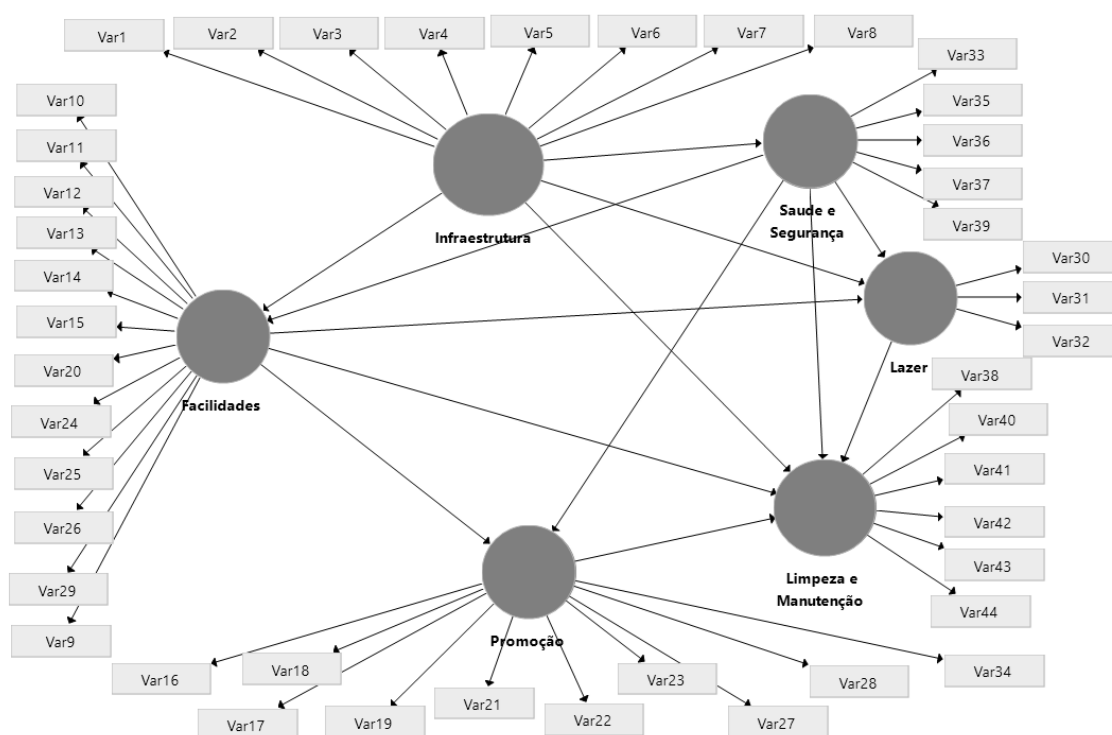 Var1
Var2
Var3
Var4
Var5
Var6
Var7
Var8
Var33
Var35
Var36
Var37
Var39
Var10
Var11
Var12
Var13
Var14
Var15
Var20
Var24
Var25
Var26
Var29
Var9
Infraestrutura
Saude e
Segurança
Var30
Var31
Var32
Lazer
Facilidades
Var38
Var40
Var41
Var42
Var43
Var44
Limpeza e
Manutenção
Promoção
Var16
Var17
Var18
Var19
Var21
Var22
Var23
Var27
Var28
Var34